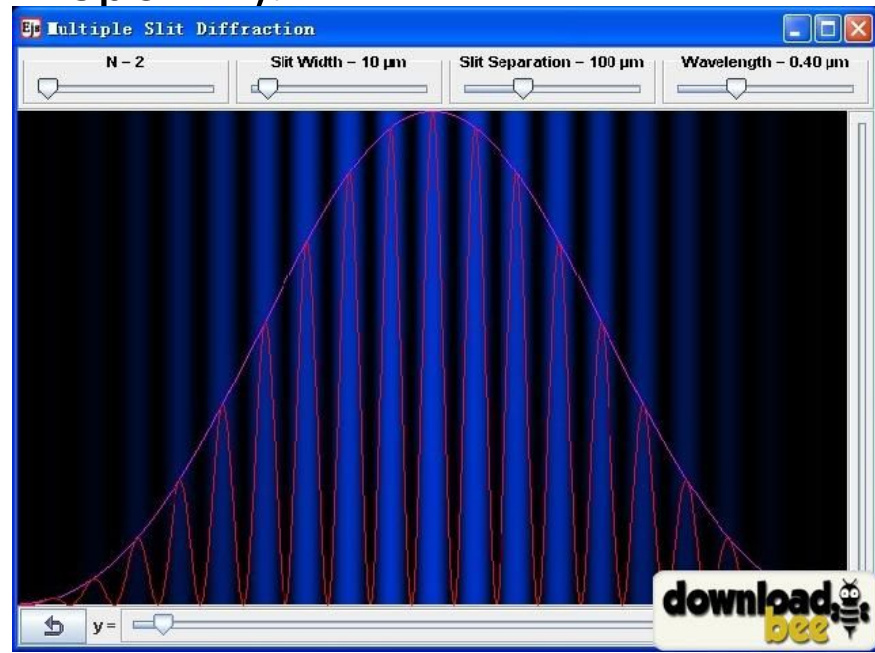 Multiple Slit Diffraction
N – 2
Slit Width – 10 µm
Slit Separation – 100 µm
Wavelength – 0.40 µm
y =
download
bee